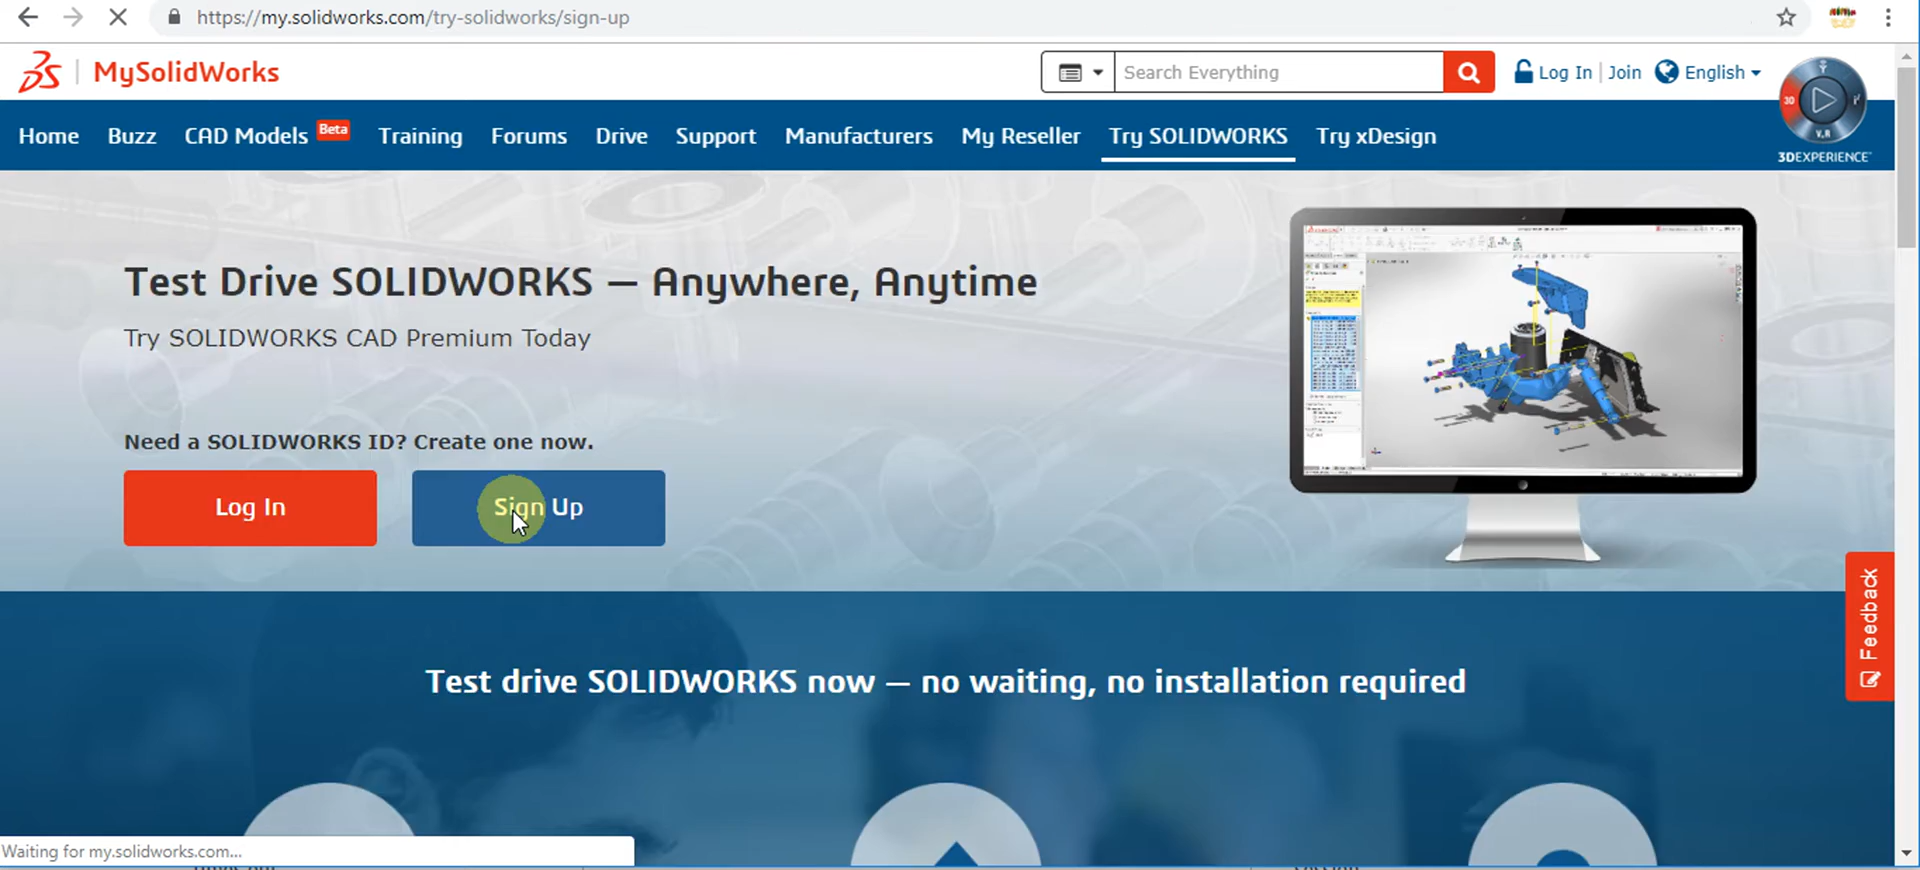 https://my.solidworks.com/try-solidworks/sign-up
MySolidWorks
Search Everything
Log In | Join
English
Home Buzz CAD Models Beta Training Forums Drive Support Manufacturers My Reseller Try SOLIDWORKS Try xDesign
3D
V,R
3DEXPERIENCE
Test Drive SOLIDWORKS — Anywhere, Anytime
Try SOLIDWORKS CAD Premium Today
Need a SOLIDWORKS ID? Create one now.
Log In
Sign Up
Feedback
Test drive SOLIDWORKS now — no waiting, no installation required
Waiting for my.solidworks.com...